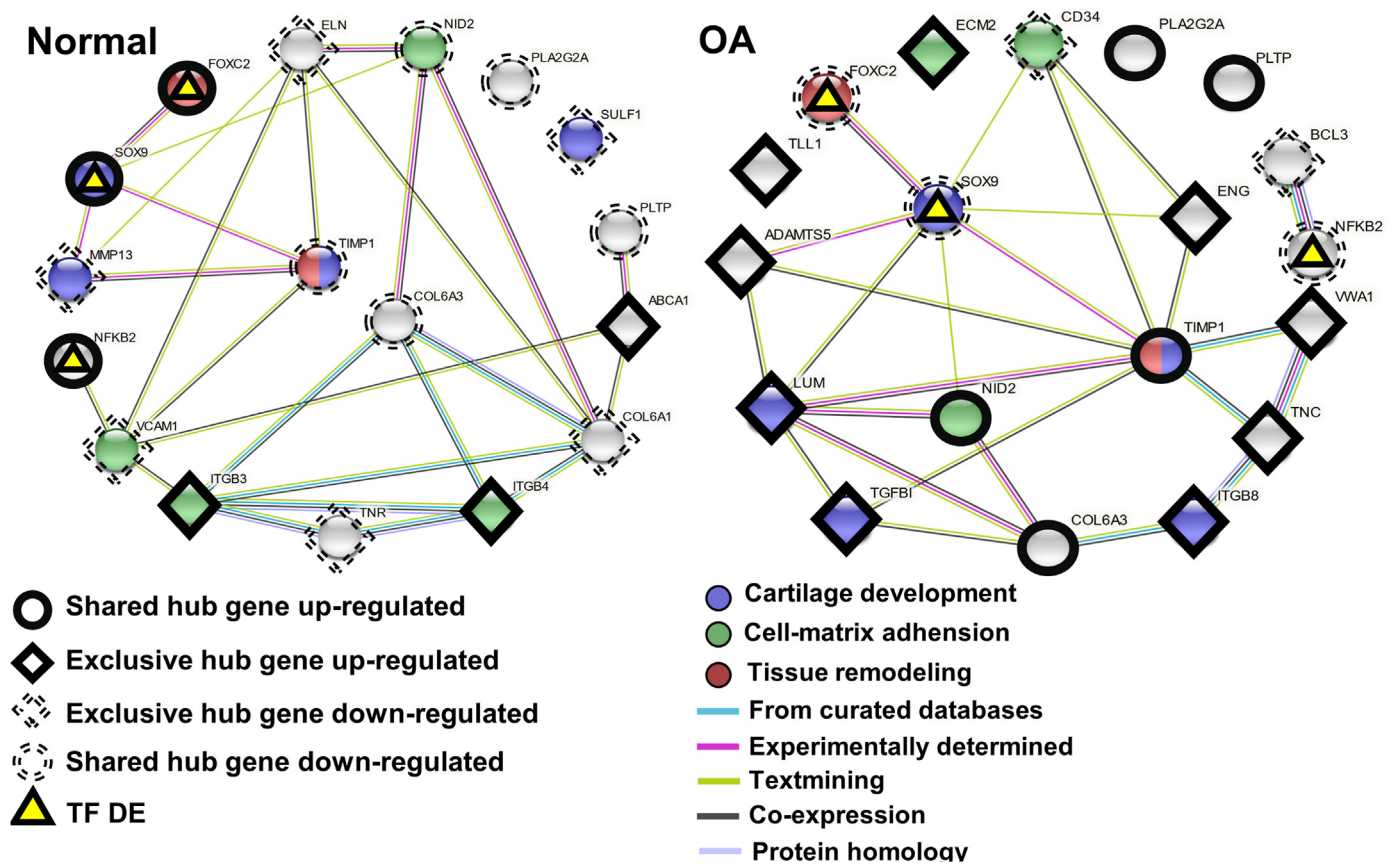 Normal
ELN
NID2
FOXC2
PLA2G2A
SULF1
SOX9
PLTP
MMP13
TIMP1
COL6A3
ABCA1
NFKB2
VCAM1
COL6A1
ITGB3
ITGB4
TNR
OA
ECM2
CD34
PLA2G2A
PLTP
FOXC2
TLL1
BCL3
SOX9
ENG
ADAMTS5
NFKB2
VWA1
TIMP1
LUM
NID2
TNC
TGFBI
ITGB8
COL6A3
Shared hub gene up-regulated
Exclusive hub gene up-regulated
Exclusive hub gene down-regulated
Shared hub gene down-regulated
TF DE
Cartilage development
Cell-matrix adhension
Tissue remodeling
From curated databases
Experimentally determined
Textmining
Co-expression
Protein homology